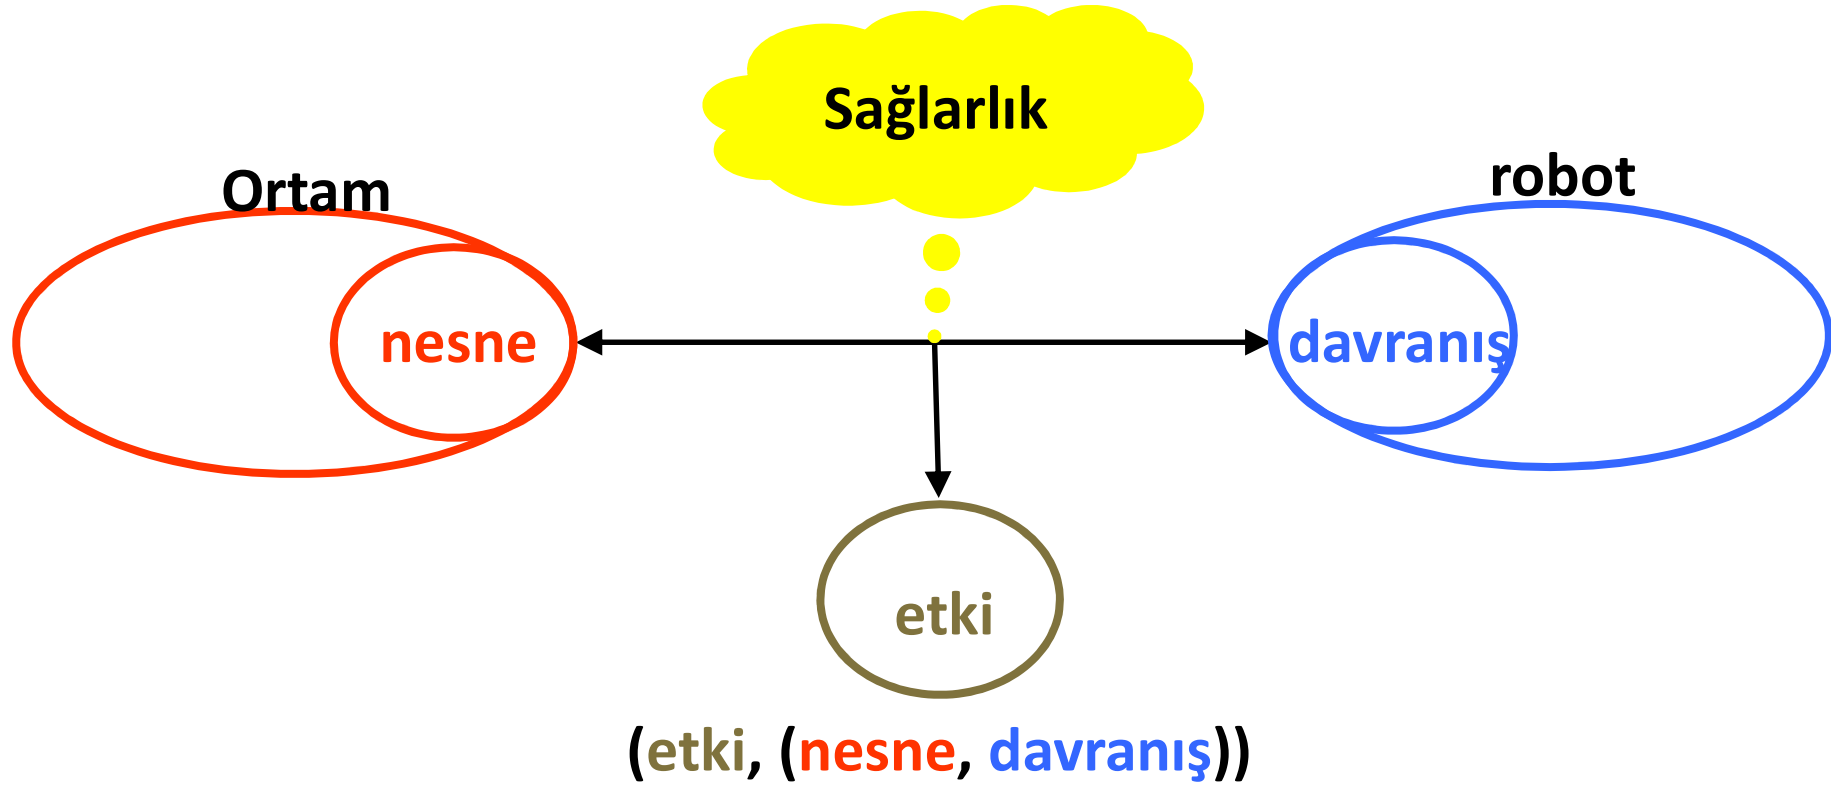 Sağlarlık
Ortam
robot
nesne
davranış
etki
(etki, (nesne, davranış))